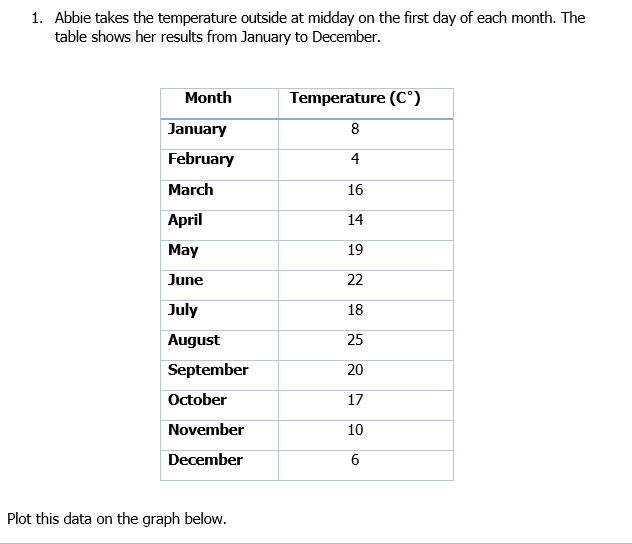 1. Abbie takes the temperature outside at midday on the first day of each month. The
table shows her results from January to December.
Month Temperature (C°)
January 8
February 4
March 16
April 14
May 19
June 22
July 18
August 25
September 20
October 17
November 10
December 6
Plot this data on the graph below.